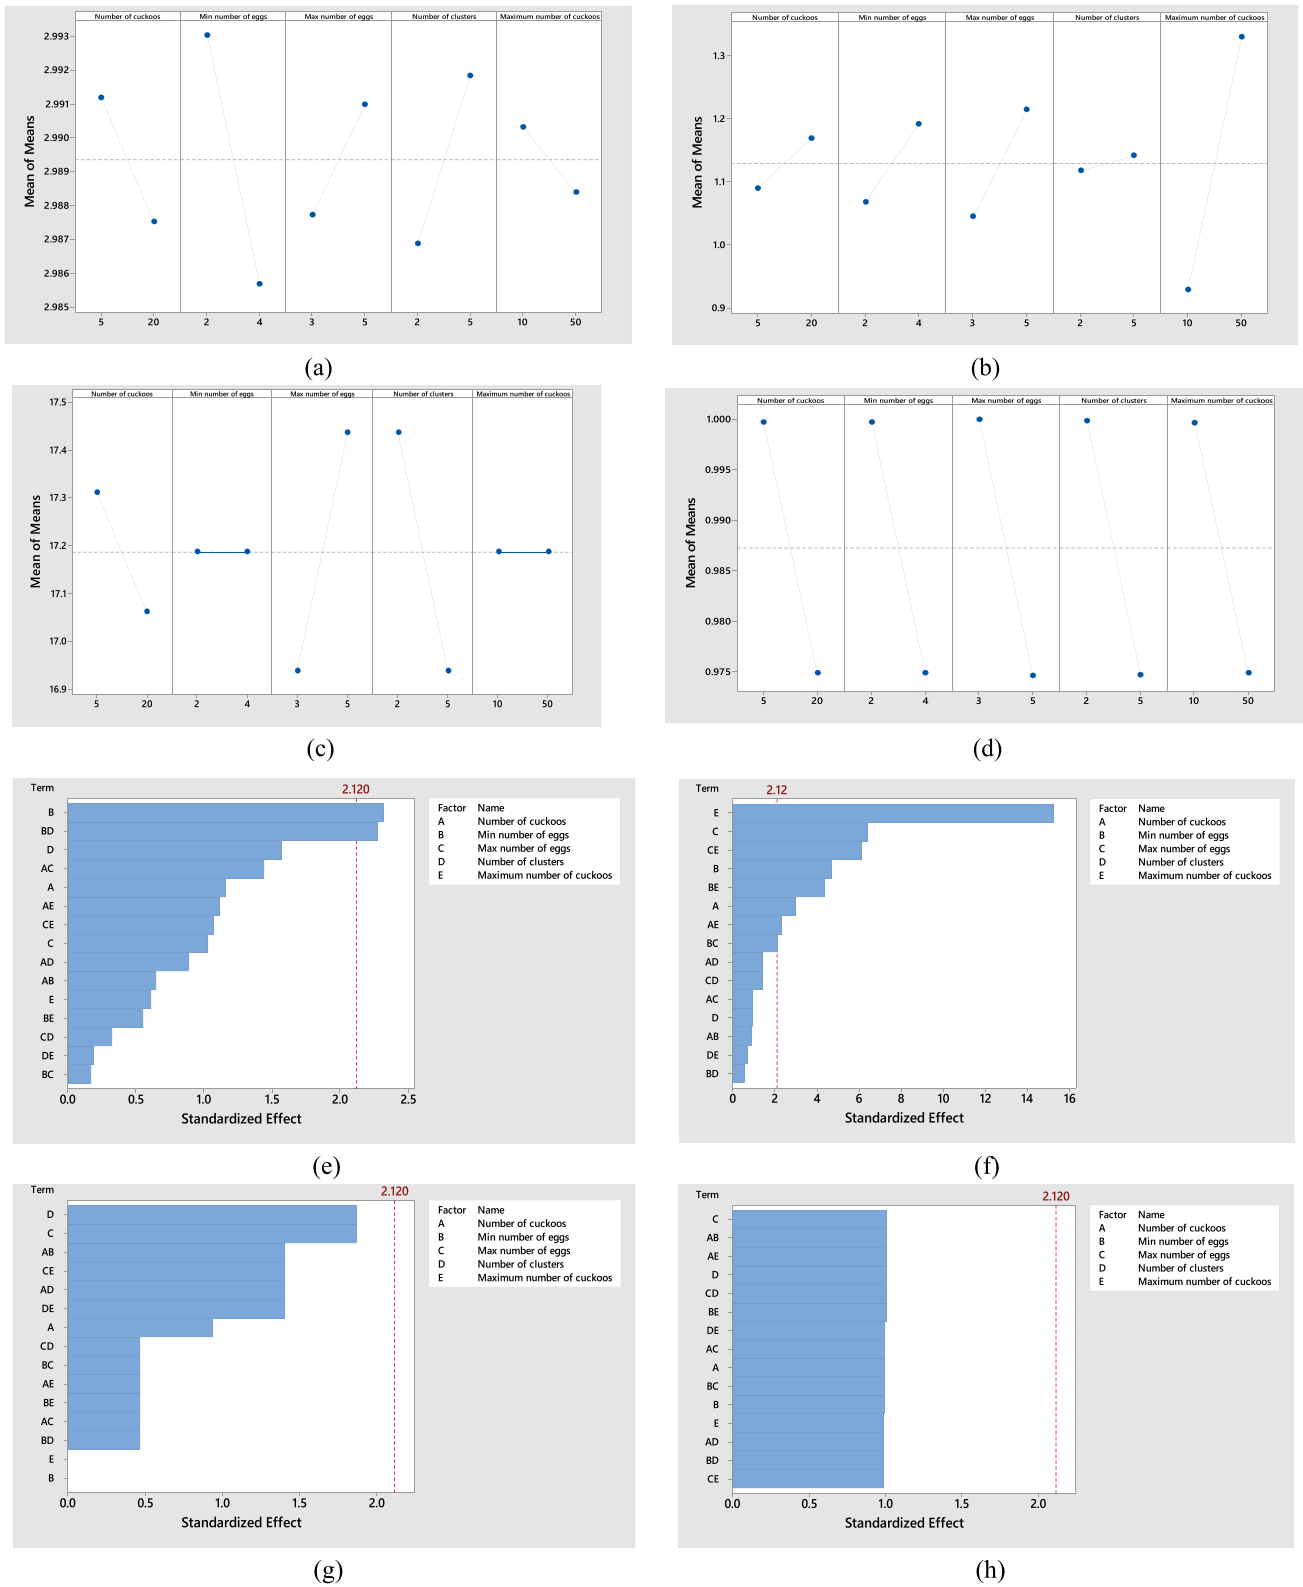 Number of cuckoos Min number of eggs Max number of eggs Number of clusters Maximum number of cuckoos
2.993
2.992
2.991
2.990
2.989
2.988
2.987
2.986
2.985
Mean of Means
5 20 2 4 3 5 2 5 10 50
(a)
Number of cuckoos Min number of eggs Max number of eggs Number of clusters Maximum number of cuckoos
1.3
1.2
1.1
1.0
0.9
Mean of Means
5 20 2 4 3 5 2 5 10 50
(b)
Number of cuckoos Min number of eggs Max number of eggs Number of clusters Maximum number of cuckoos
17.5
17.4
17.3
17.2
17.1
17.0
16.9
Mean of Means
5 20 2 4 3 5 2 5 10 50
(c)
Number of cuckoos Min number of eggs Max number of eggs Number of clusters Maximum number of cuckoos
1.000
0.995
0.990
0.985
0.980
0.975
Mean of Means
5 20 2 4 3 5 2 5 10 50
(d)
Term
2.120
B
BD
D
AC
A
AE
CE
C
AD
AB
E
BE
CD
DE
BC
0.0 0.5 1.0 1.5 2.0 2.5
Standardized Effect
Factor Name
A Number of cuckoos
B Min number of eggs
C Max number of eggs
D Number of clusters
E Maximum number of cuckoos
(e)
Term
2.12
E
C
CE
B
BE
A
AE
BC
AD
CD
AC
D
AB
DE
BD
0 2 4 6 8 10 12 14 16
Standardized Effect
Factor Name
A Number of cuckoos
B Min number of eggs
C Max number of eggs
D Number of clusters
E Maximum number of cuckoos
(f)
Term
2.120
D
C
AB
CE
AD
DE
A
CD
BC
AE
BE
AC
BD
E
B
0.0 0.5 1.0 1.5 2.0
Standardized Effect
Factor Name
A Number of cuckoos
B Min number of eggs
C Max number of eggs
D Number of clusters
E Maximum number of cuckoos
(g)
Term
2.120
C
AB
AE
D
CD
BE
DE
AC
A
BC
B
E
AD
BD
CE
0.0 0.5 1.0 1.5 2.0
Standardized Effect
Factor Name
A Number of cuckoos
B Min number of eggs
C Max number of eggs
D Number of clusters
E Maximum number of cuckoos
(h)